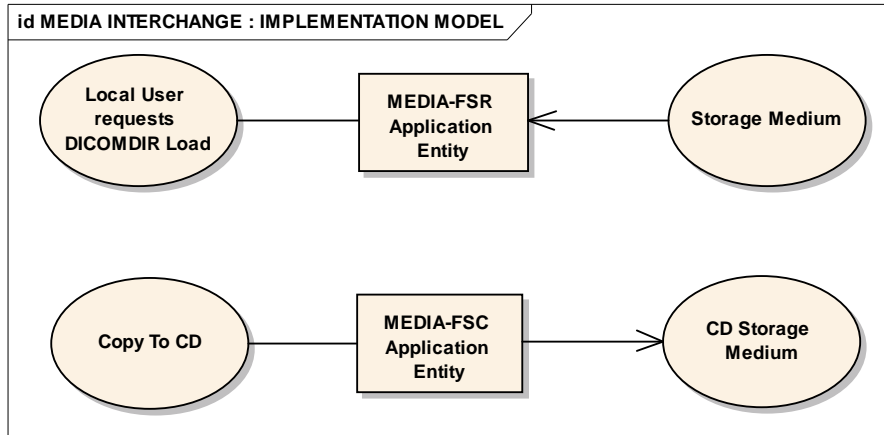 id MEDIA INTERCHANGE : IMPLEMENTATION MODEL
Local User
requests
DICOMDIR Load
MEDIA-FSR
Application
Entity
Storage Medium
Copy To CD
MEDIA-FSC
Application
Entity
CD Storage
Medium